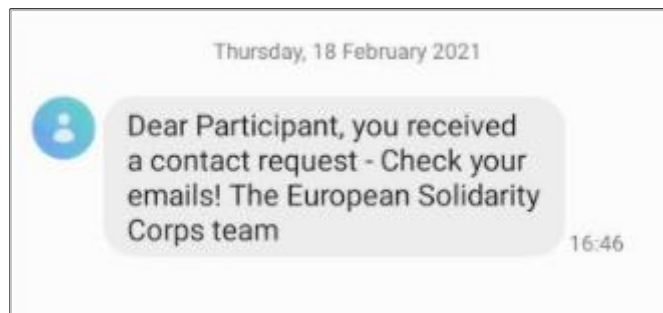 Thursday, 18 February 2021
Dear Participant, you received
a contact request - Check your
emails! The European Solidarity
Corps team
16:46